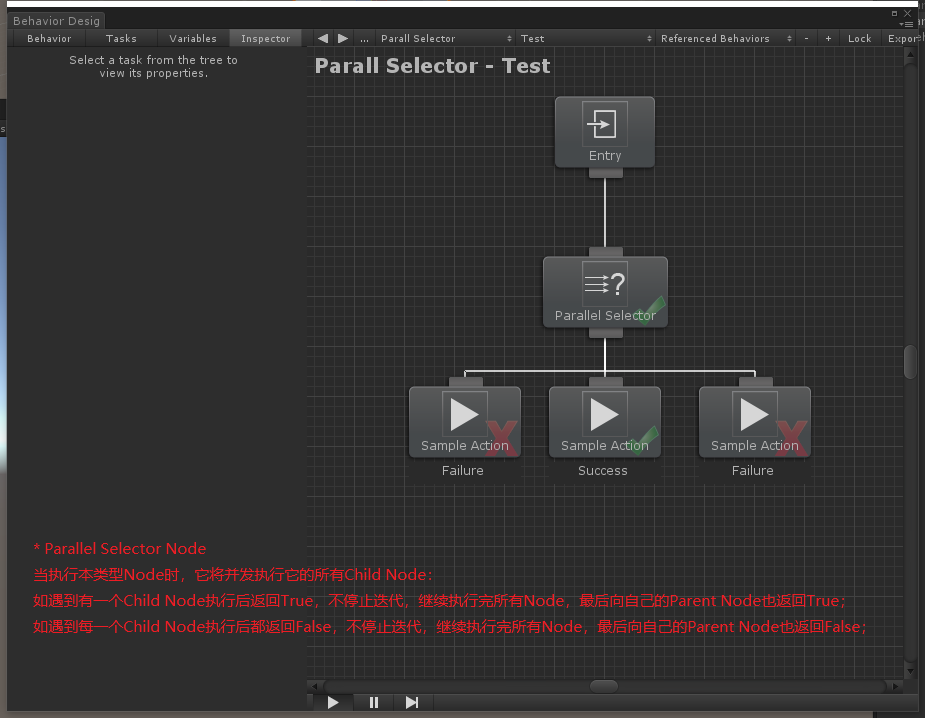 Behavior Desig
Behavior Tasks Variables Inspector
... Parall Selector Test Referenced Behaviors - + Lock Expor
Select a task from the tree to
view its properties.
Parall Selector - Test
Entry
Parallel Selector
Sample Action Sample Action Sample Action
Failure Success Failure
* Parallel Selector Node
当执行本类型Node时，它将并发执行它的所有Child Node：
如遇到有一个Child Node执行后返回True，不停止迭代，继续执行完所有Node，最后向自己的Parent Node也返回True；
如遇到每一个Child Node执行后都返回False，不停止迭代，继续执行完所有Node，最后向自己的Parent Node也返回False；